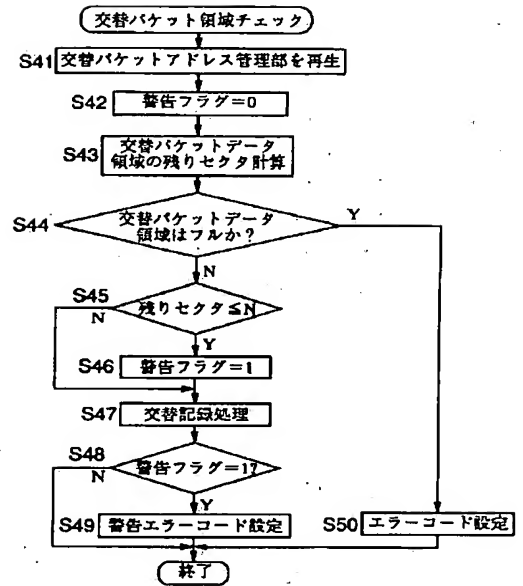 交替パケット領域チェック
S41 交替パケットアドレス管理部を再生
S42 警告フラグ=0
S43 交替パケットデータ
領域の残りセクタ計算
S44 交替パケットデータ
領域はフルか?
Y
N
S45
残りセクタ≦N
N
Y
S46 警告フラグ=1
S47 交替記録処理
S48
警告フラグ=1?
N
Y
S49 警告エラーコード設定
S50 エラーコード設定
終了